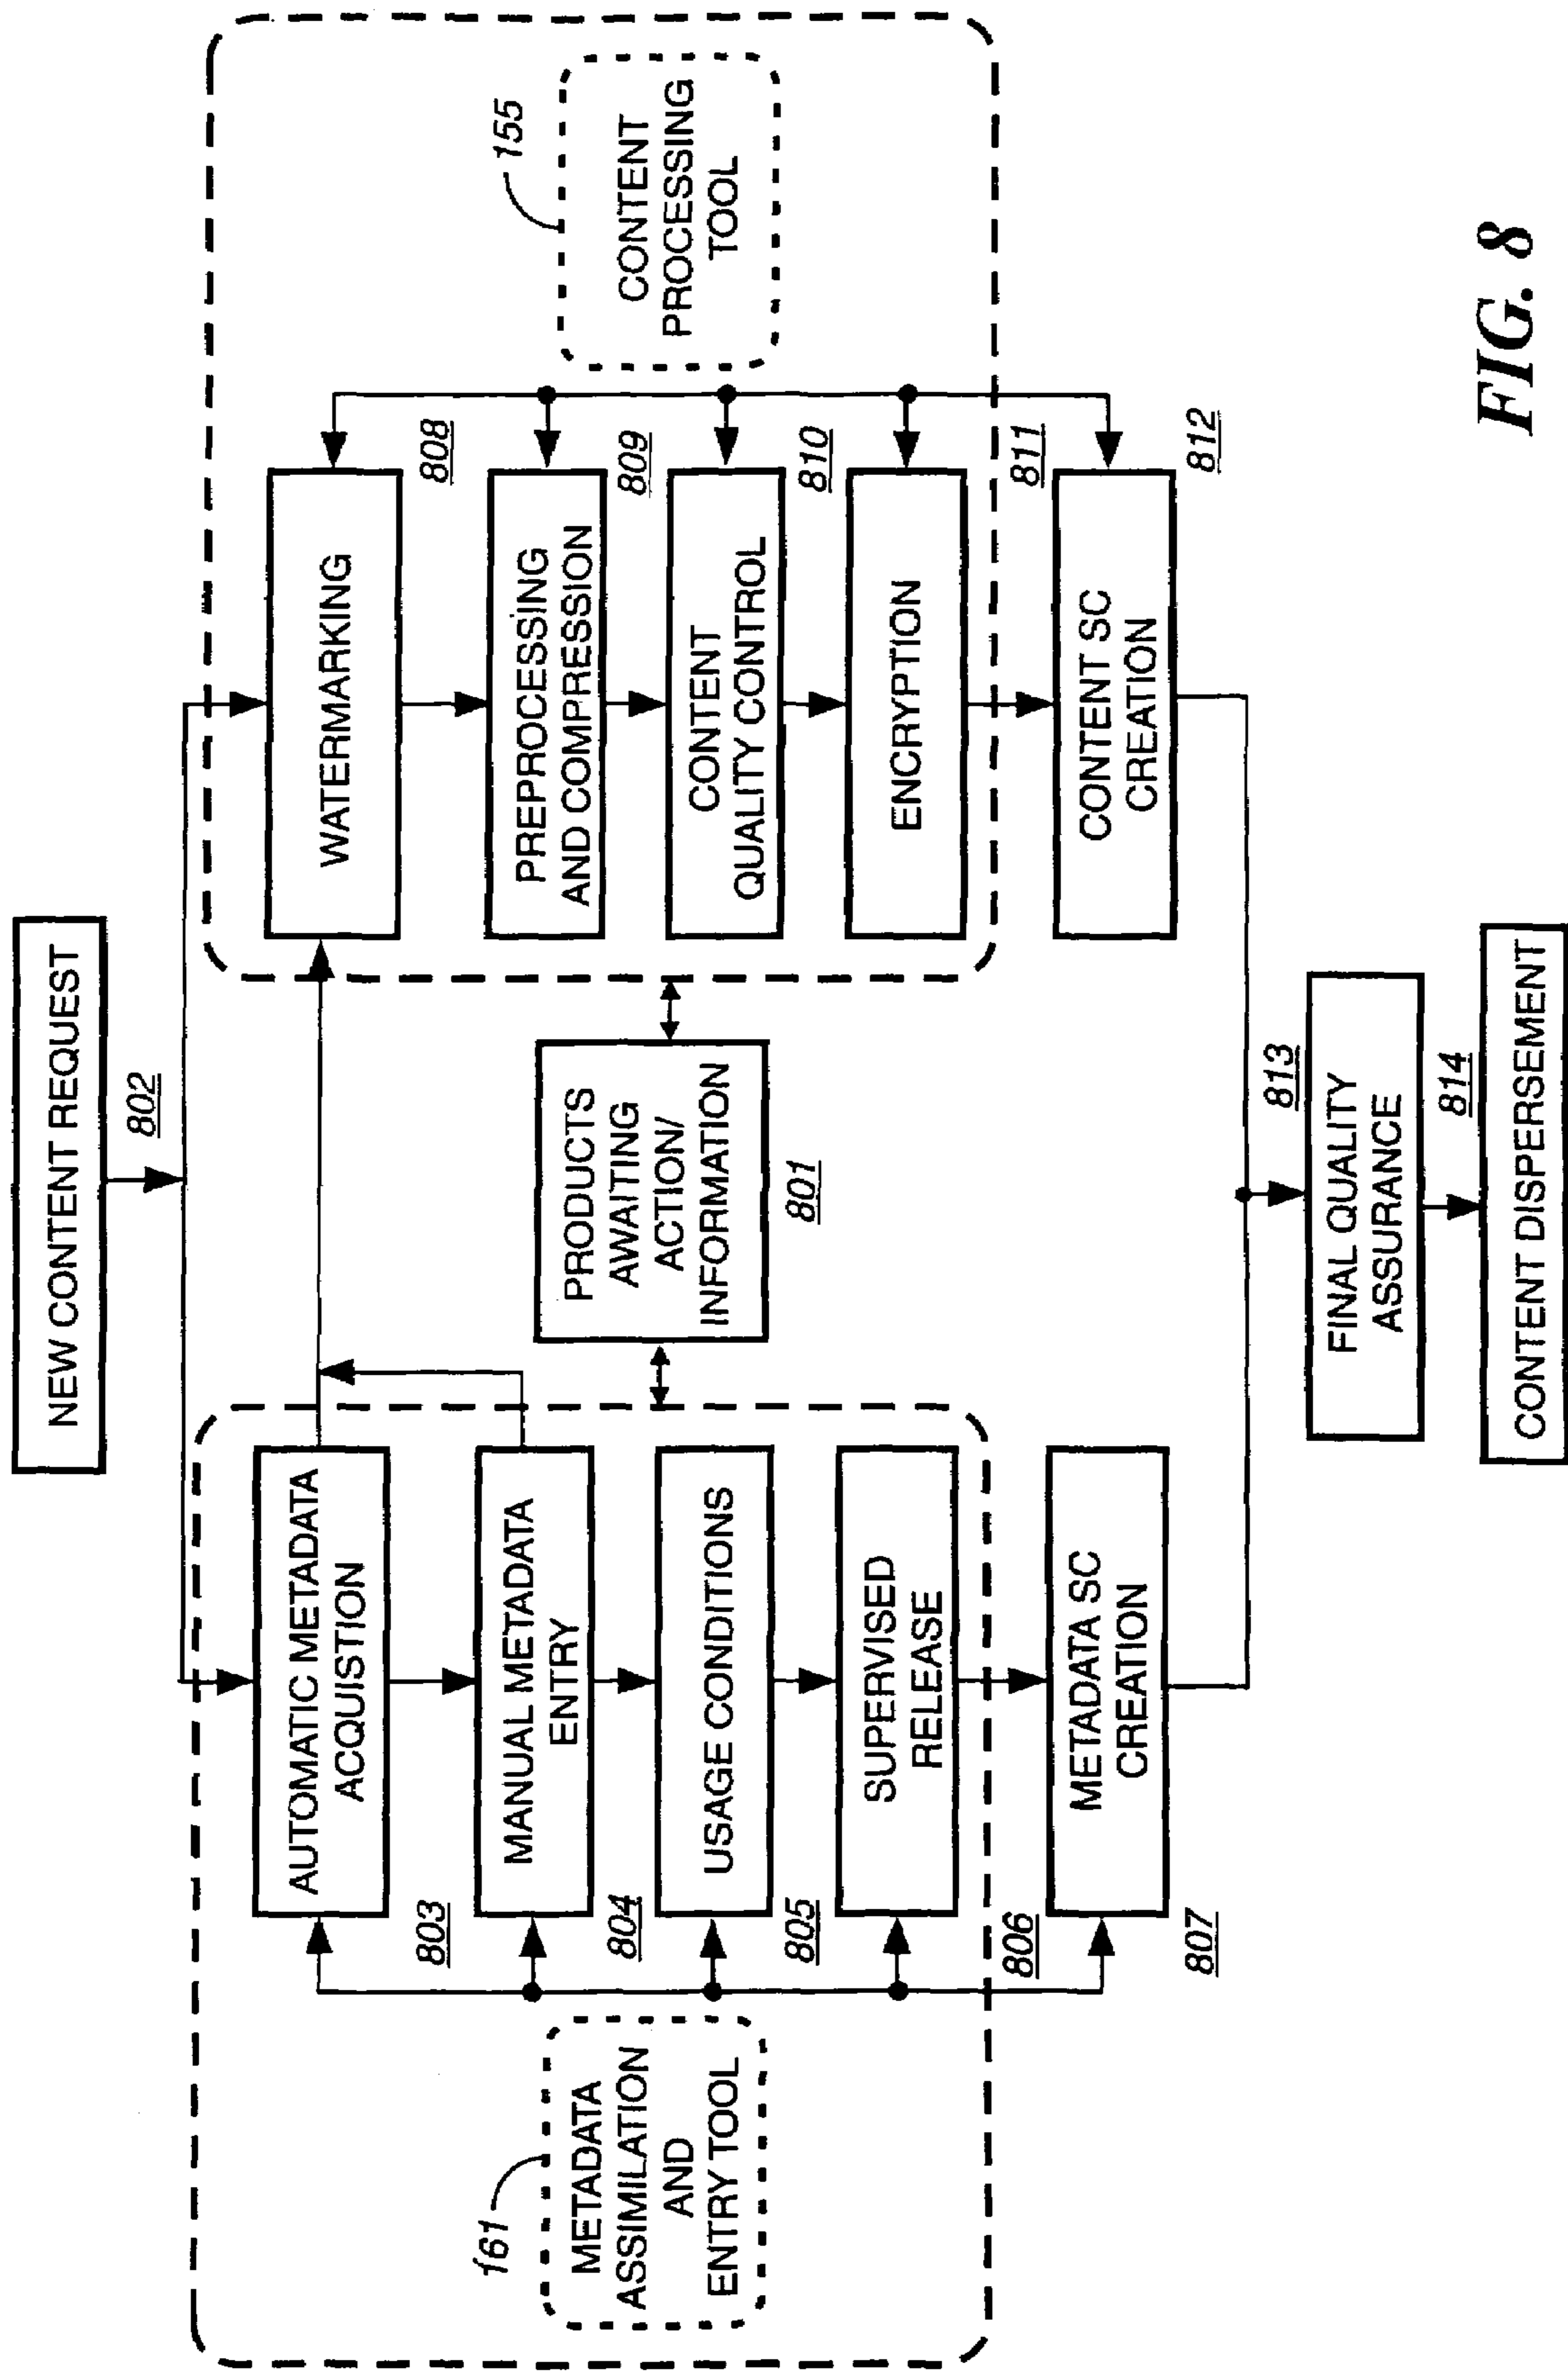 NEW CONTENT REQUEST
802
AUTOMATIC METADATA
ACQUISTION
803
MANUAL METADATA
ENTRY
804
USAGE CONDITIONS
805
SUPERVISED
RELEASE
806
METADATA SC
CREATION
807
161
METADATA
ASSIMILATION
AND
ENTRY TOOL
PRODUCTS
AWAITING
ACTION/
INFORMATION
801
WATERMARKING
808
PREPROCESSING
AND COMPRESSION
809
CONTENT
QUALITY CONTROL
810
ENCRYPTION
811
CONTENT SC
CREATION
812
155
CONTENT
PROCESSING
TOOL
813
FINAL QUALITY
ASSURANCE
814
CONTENT DISPERSEMENT
FIG. 8